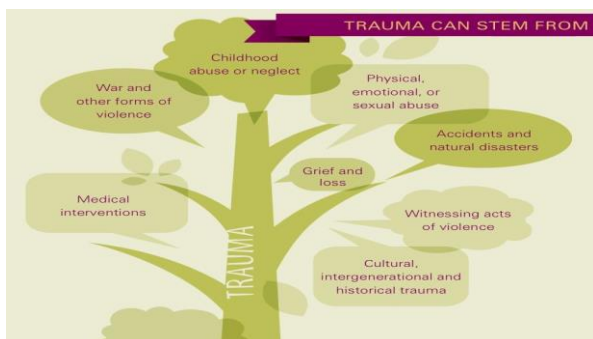 TRAUMA CAN STEM FROM
Childhood
abuse or neglect
War and
other forms of
violence
Physical,
emotional, or
sexual abuse
Accidents and
natural disasters
Grief and
loss
Medical
interventions
Witnessing acts
of violence
Cultural,
intergenerational and
historical trauma
TRAUMA